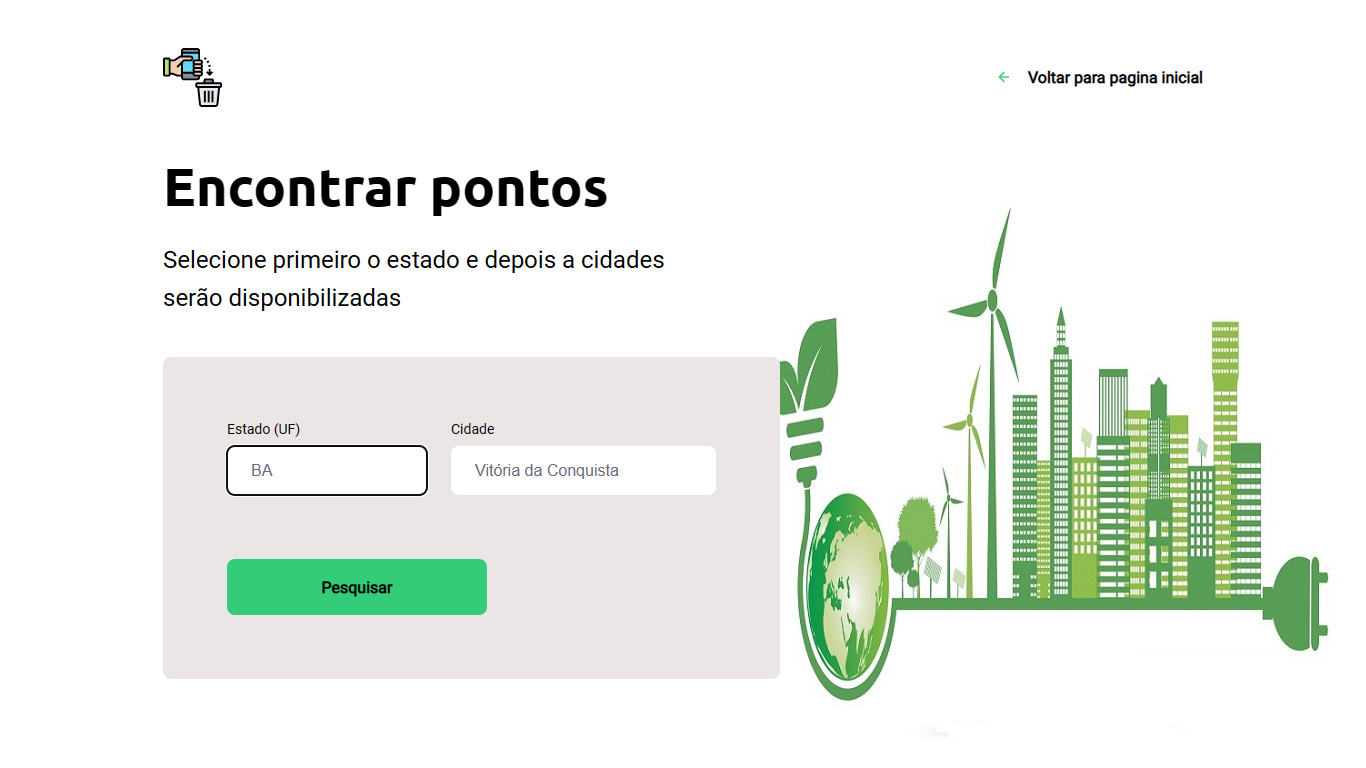 Voltar para pagina inicial
Encontrar pontos
Selecione primeiro o estado e depois a cidades
serão disponibilizadas
Estado (UF)
Cidade
BA
Vitória da Conquista
Pesquisar